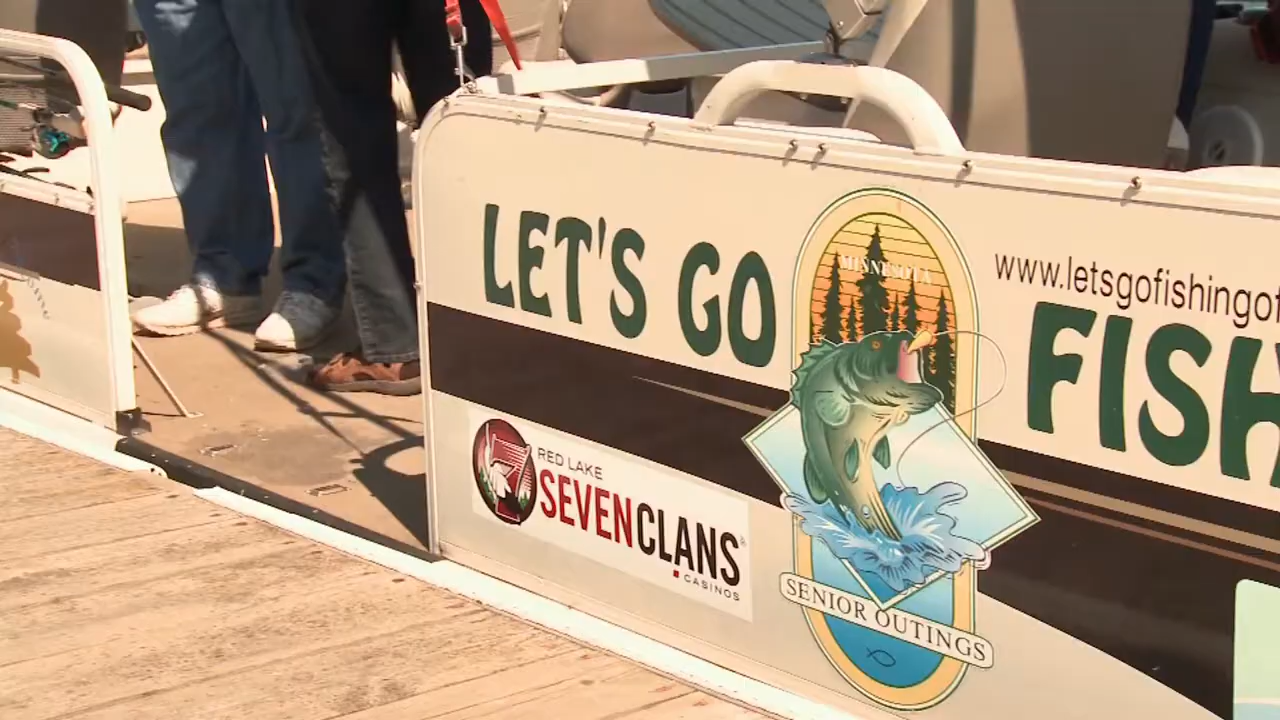 LET'S GO
MINNESOTA
www.letsgofishingof
FISH
RED LAKE
SEVENCLANS®
CASINOS
SENIOR OUTINGS